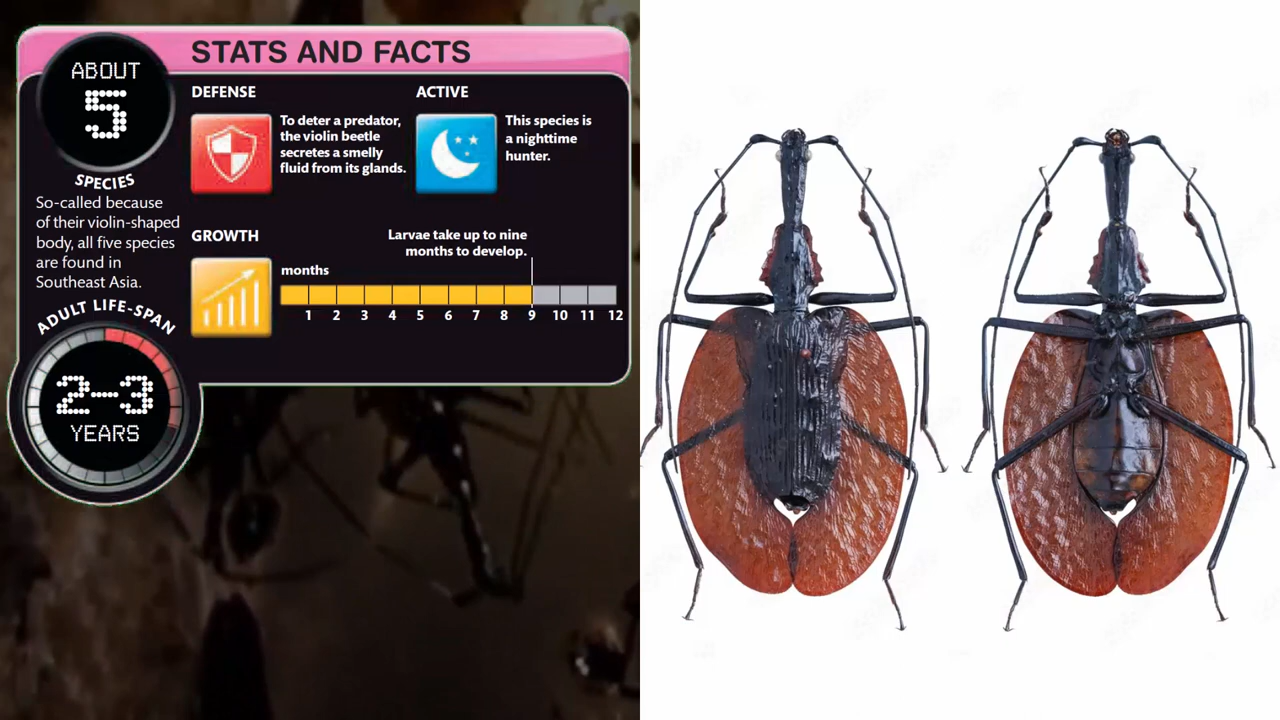 STATS AND FACTS
ABOUT
5
SPECIES
So-called because
of their violin-shaped
body, all five species
are found in
Southeast Asia.
ADULT LIFE-SPAN
2-3
YEARS
DEFENSE
To deter a predator,
the violin beetle
secretes a smelly
fluid from its glands.
ACTIVE
This species is
a nighttime
hunter.
GROWTH
Larvae take up to nine
months to develop.
months
1 2 3 4 5 6 7 8 9 10 11 12